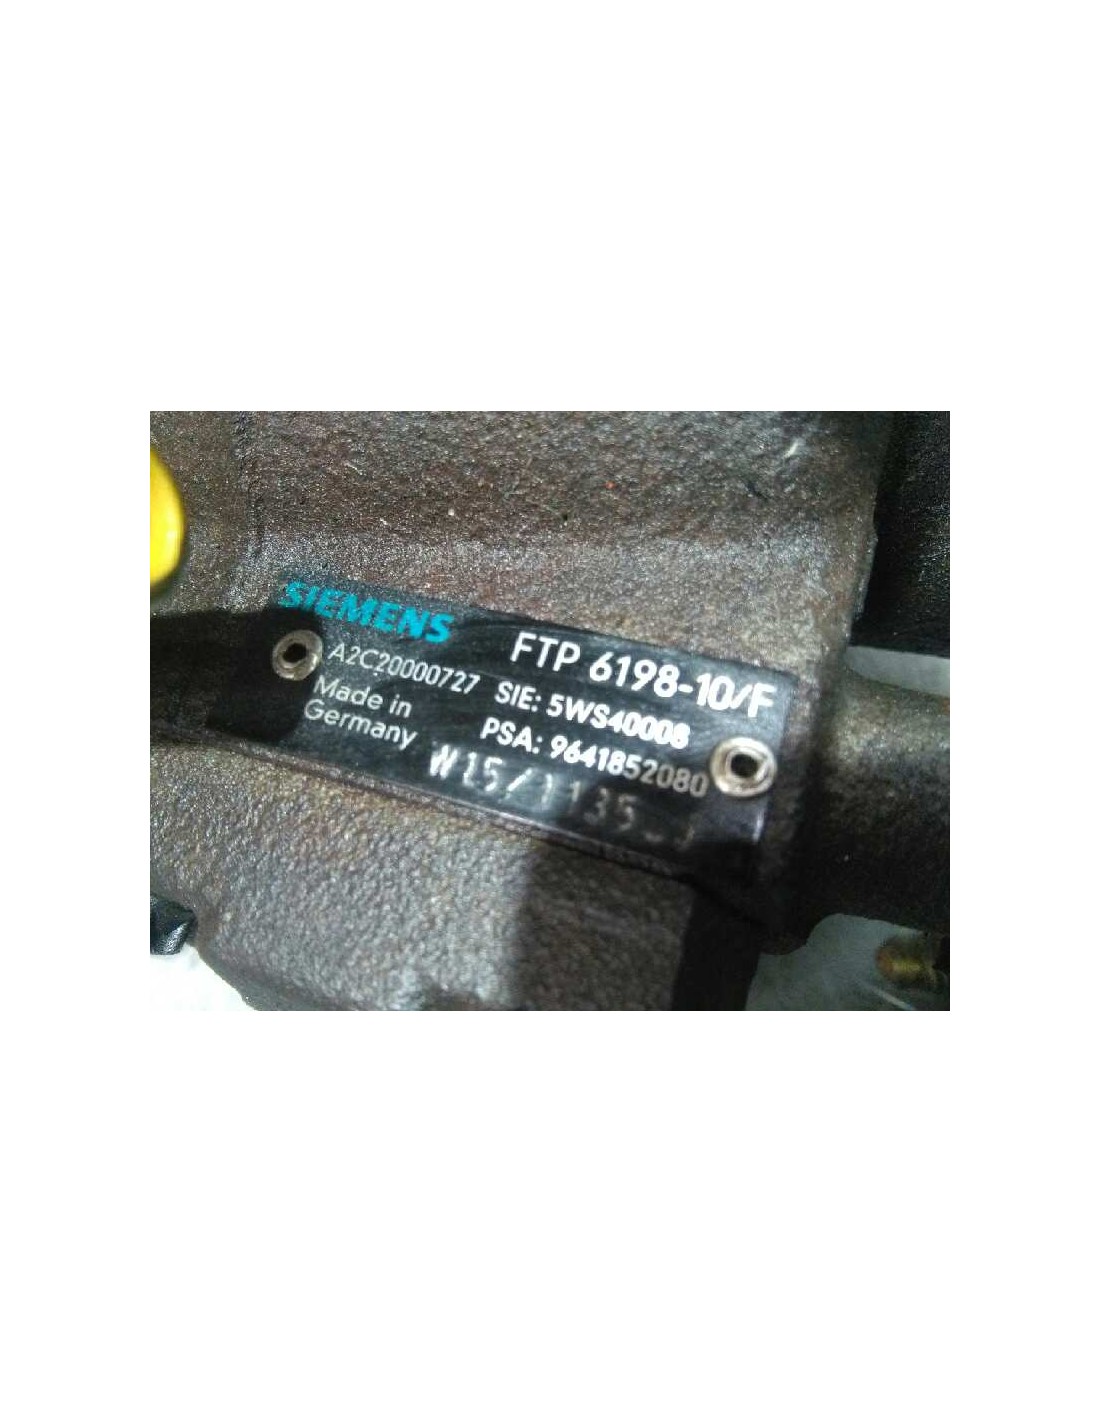 SIEMENS
FTP 6198-10/F
A2C20000727
SIE: 5WS40008
Made in
Germany
PSA: 9641852080